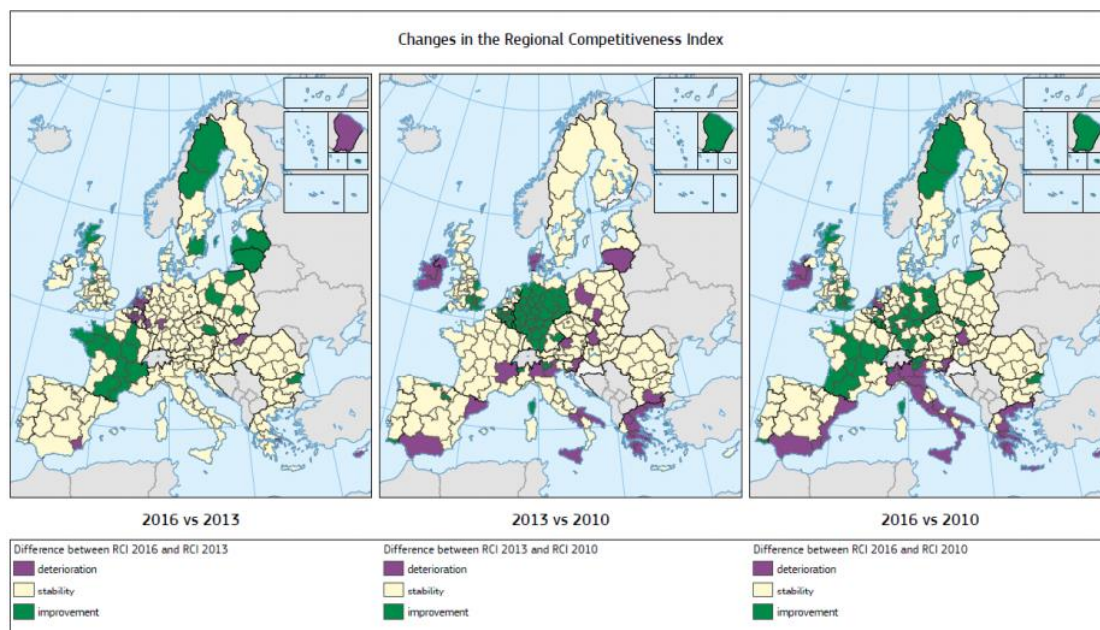 Changes in the Regional Competitiveness Index
2016 vs 2013
2013 vs 2010
2016 vs 2010
Difference between RCI 2016 and RCI 2013
deterioration
stability
improvement
Difference between RCI 2013 and RCI 2010
deterioration
stability
improvement
Difference between RCI 2016 and RCI 2010
deterioration
stability
improvement